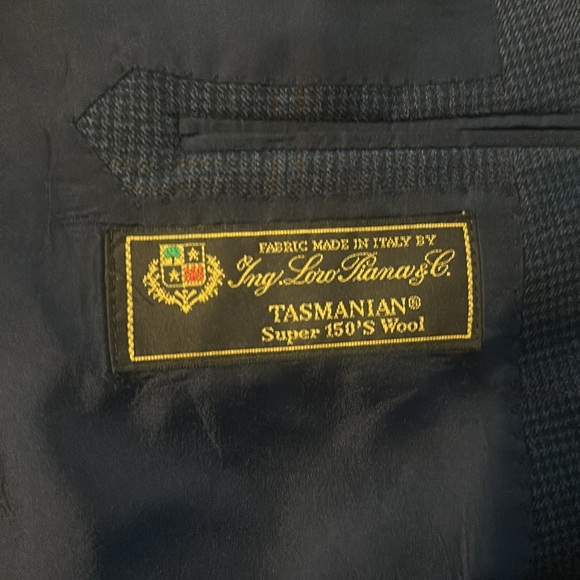 FABRIC MADE IN ITALY BY
Ing. Loro Piana & C.
TASMANIAN®
Super 150'S Wool